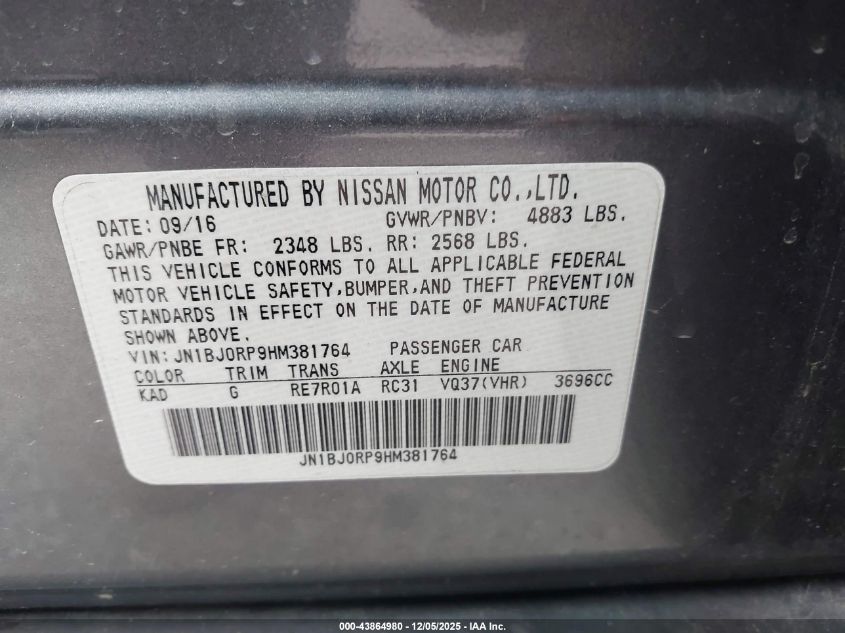 MANUFACTURED BY NISSAN MOTOR CO.,LTD.
DATE: 09/16 GVWR/PNBV: 4883 LBS.
GAWR/PNBE FR: 2348 LBS. RR: 2568 LBS.
THIS VEHICLE CONFORMS TO ALL APPLICABLE FEDERAL
MOTOR VEHICLE SAFETY,BUMPER,AND THEFT PREVENTION
STANDARDS IN EFFECT ON THE DATE OF MANUFACTURE
SHOWN ABOVE.
VIN: JN1BJ0RP9HM381764 PASSENGER CAR
COLOR TRIM TRANS AXLE ENGINE
KAD G RE7R01A RC31 VQ37(VHR) 3696CC
JN1BJ0RP9HM381764
000-43864980 - 12/05/2025 - IAA Inc.